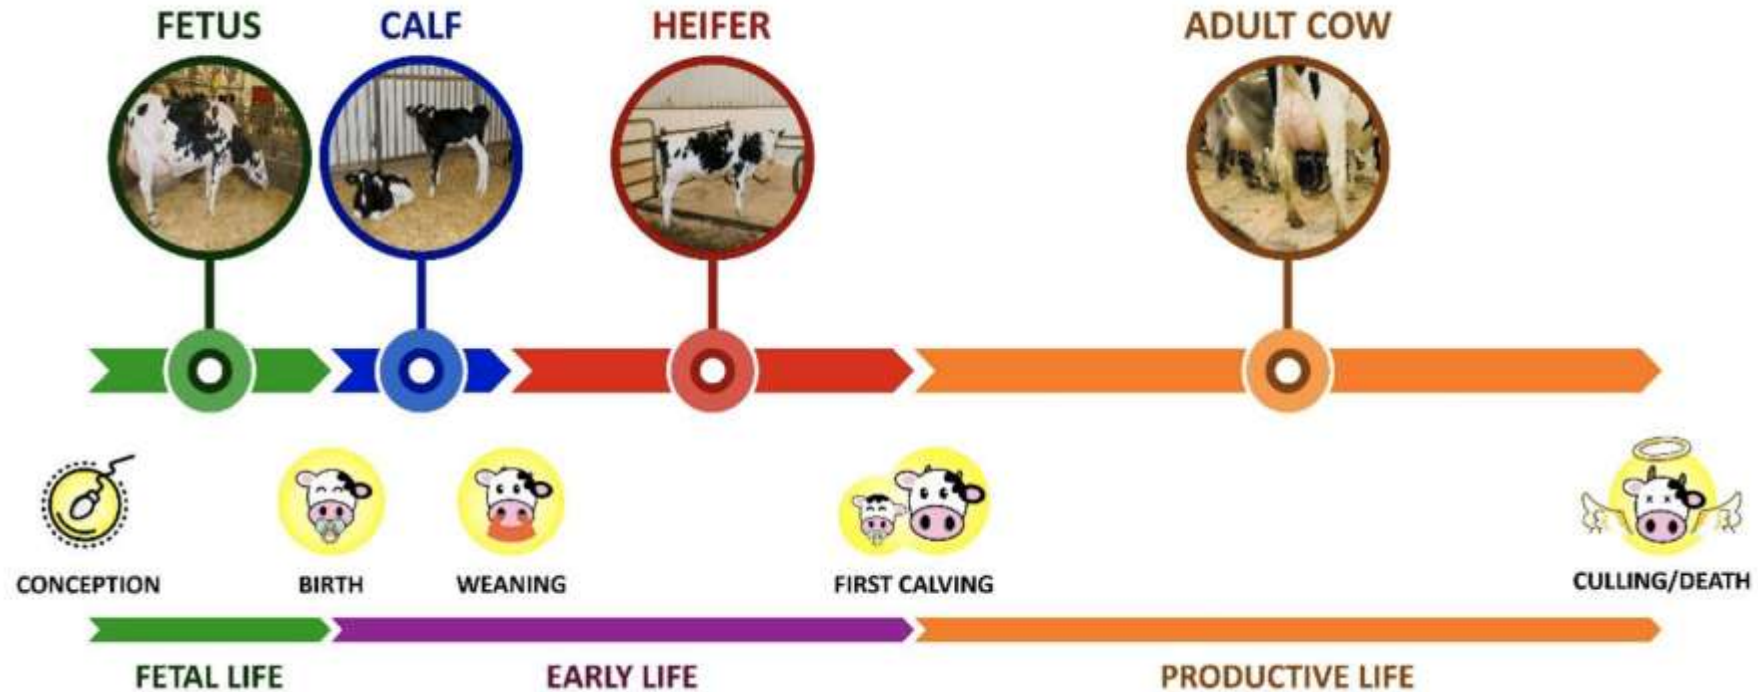 FETUS
CALF
HEIFER
ADULT COW
CONCEPTION
BIRTH
WEANING
FIRST CALVING
CULLING/DEATH
FETAL LIFE
EARLY LIFE
PRODUCTIVE LIFE